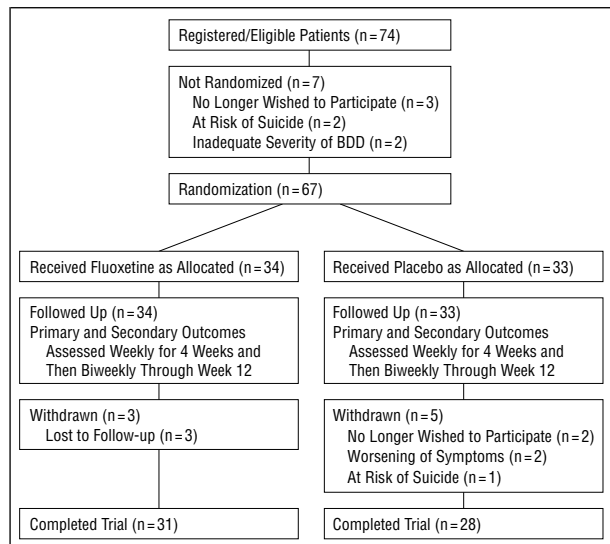 Registered/Eligible Patients (n=74)
Not Randomized (n=7)
No Longer Wished to Participate (n=3)
At Risk of Suicide (n=2)
Inadequate Severity of BDD (n=2)
Randomization (n=67)
Received Fluoxetine as Allocated (n=34)
Followed Up (n=34)
Primary and Secondary Outcomes
Assessed Weekly for 4 Weeks and
Then Biweekly Through Week 12
Withdrawn (n=3)
Lost to Follow-up (n=3)
Completed Trial (n=31)
Received Placebo as Allocated (n=33)
Followed Up (n=33)
Primary and Secondary Outcomes
Assessed Weekly for 4 Weeks and
Then Biweekly Through Week 12
Withdrawn (n=5)
No Longer Wished to Participate (n=2)
Worsening of Symptoms (n=2)
At Risk of Suicide (n=1)
Completed Trial (n=28)